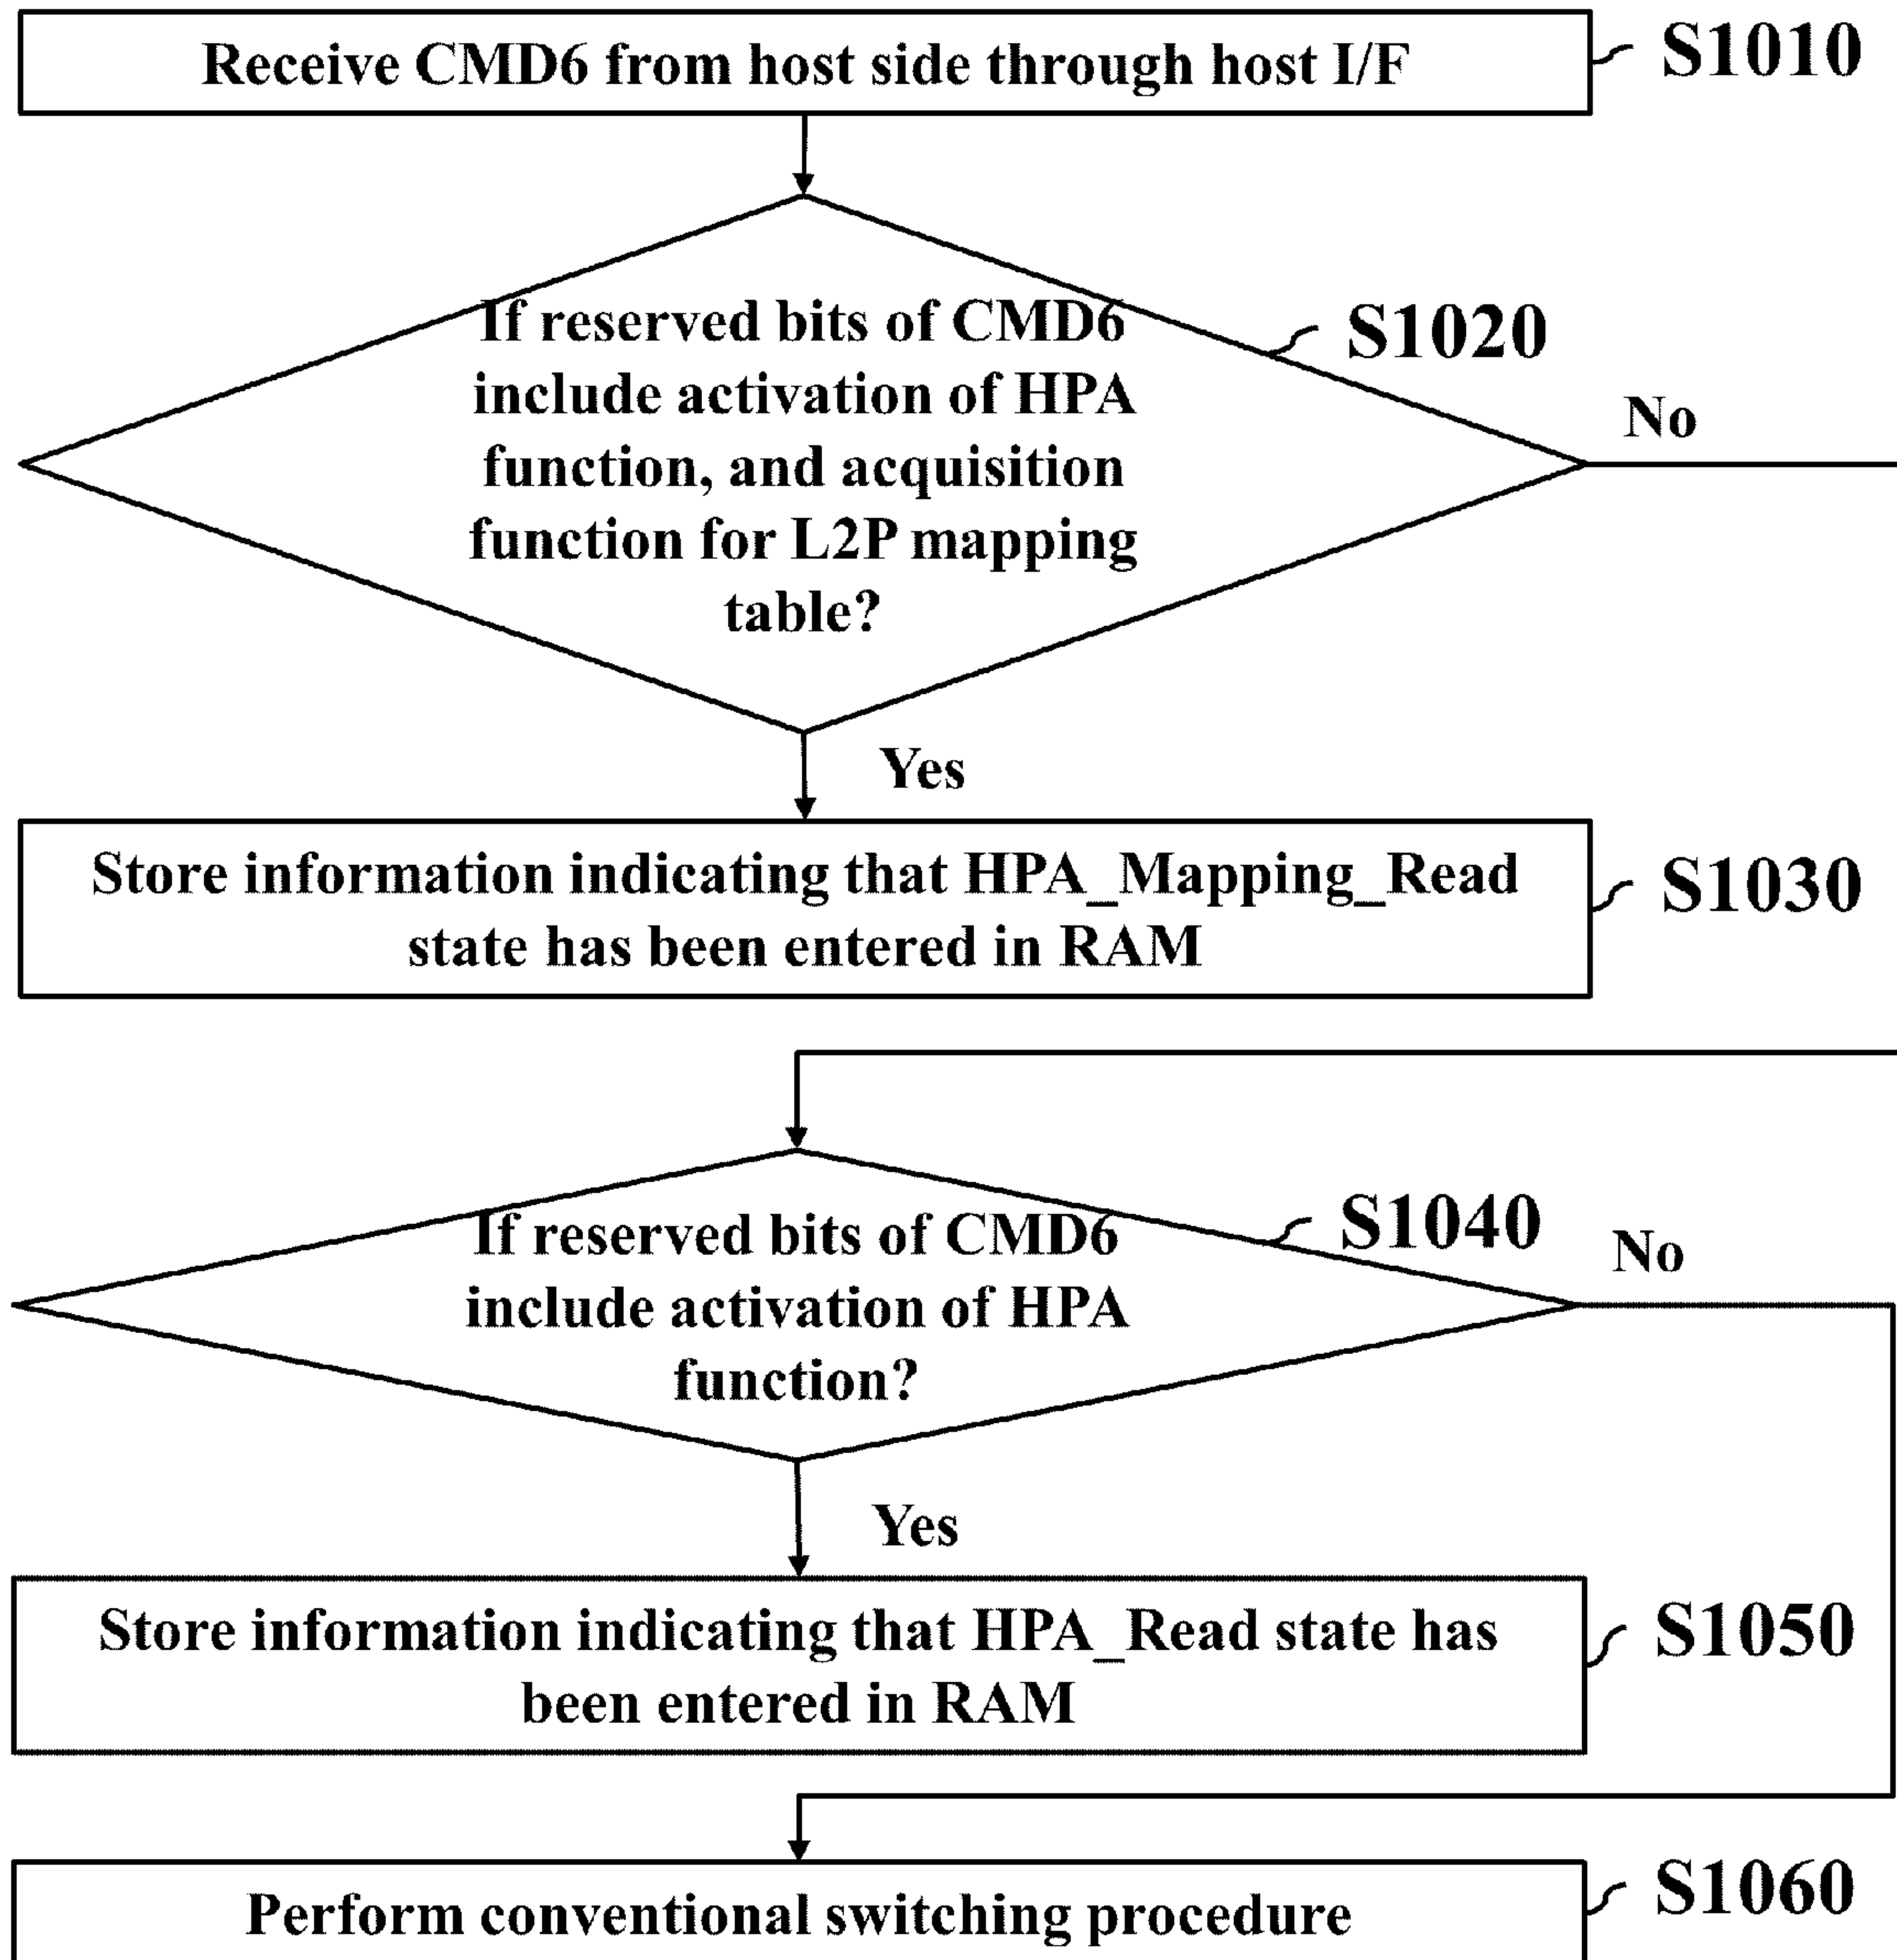 Receive CMD6 from host side through host I/F
S1010
If reserved bits of CMD6
S1020
include activation of HPA
No
function, and acquisition
function for L2P mapping
table?
Yes
Store information indicating that HPA_Mapping_Read
S1030
state has been entered in RAM
If reserved bits of CMD6
S1040
No
include activation of HPA
function?
Yes
Store information indicating that HPA_Read state has
S1050
been entered in RAM
Perform conventional switching procedure
S1060